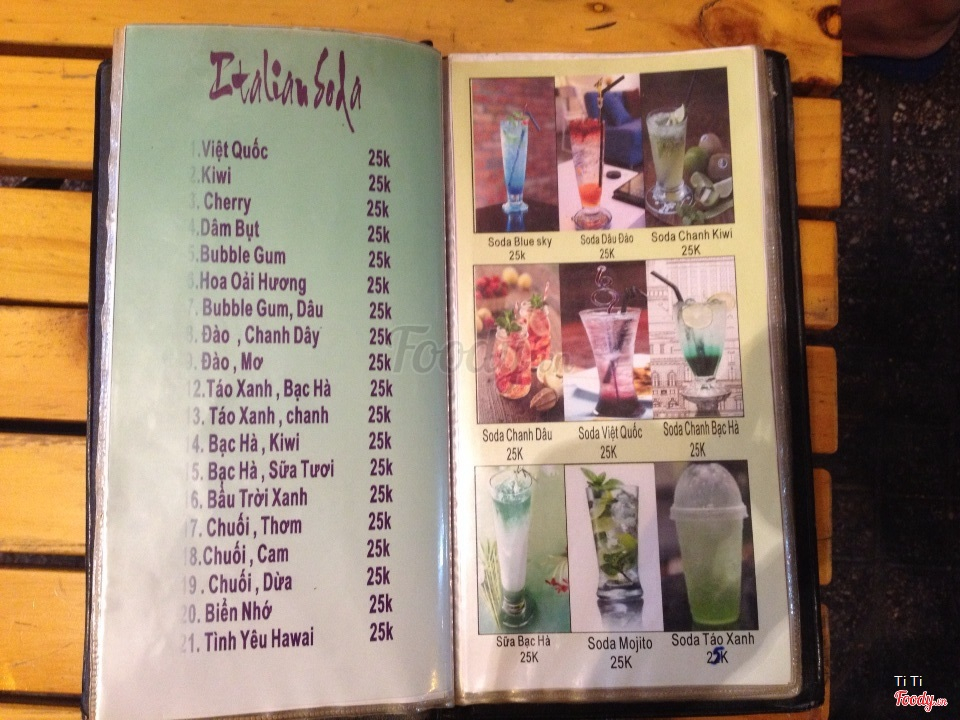 Italian Soda
1.Việt Quốc 25k
2.Kiwi 25k
3. Cherry 25k
4.Dâm Bụt 25k
5.Bubble Gum 25k
6.Hoa Oải Hương 25k
7. Bubble Gum, Dâu 25k
8. Đào , Chanh Dây 25k
9. Đào , Mơ 25k
12.Táo Xanh , Bạc Hà 25k
13. Táo Xanh , chanh 25k
14. Bạc Hà , Kiwi 25k
15. Bạc Hà , Sữa Tươi 25k
16. Bầu Trời Xanh 25k
17. Chuối , Thơm 25k
18.Chuối , Cam 25k
19. Chuối , Dừa 25k
20. Biển Nhớ 25k
21. Tình Yêu Hawai 25k
Soda Blue sky Soda Dâu Đào Soda Chanh Kiwi
25k 25K 25K
Soda Chanh Dâu Soda Việt Quốc Soda Chanh Bạc Hà
25K 25K 25K
Sữa Bạc Hà Soda Mojito Soda Táo Xanh
25K 25K 25K
Foody.vn
Ti Ti
Foody.vn